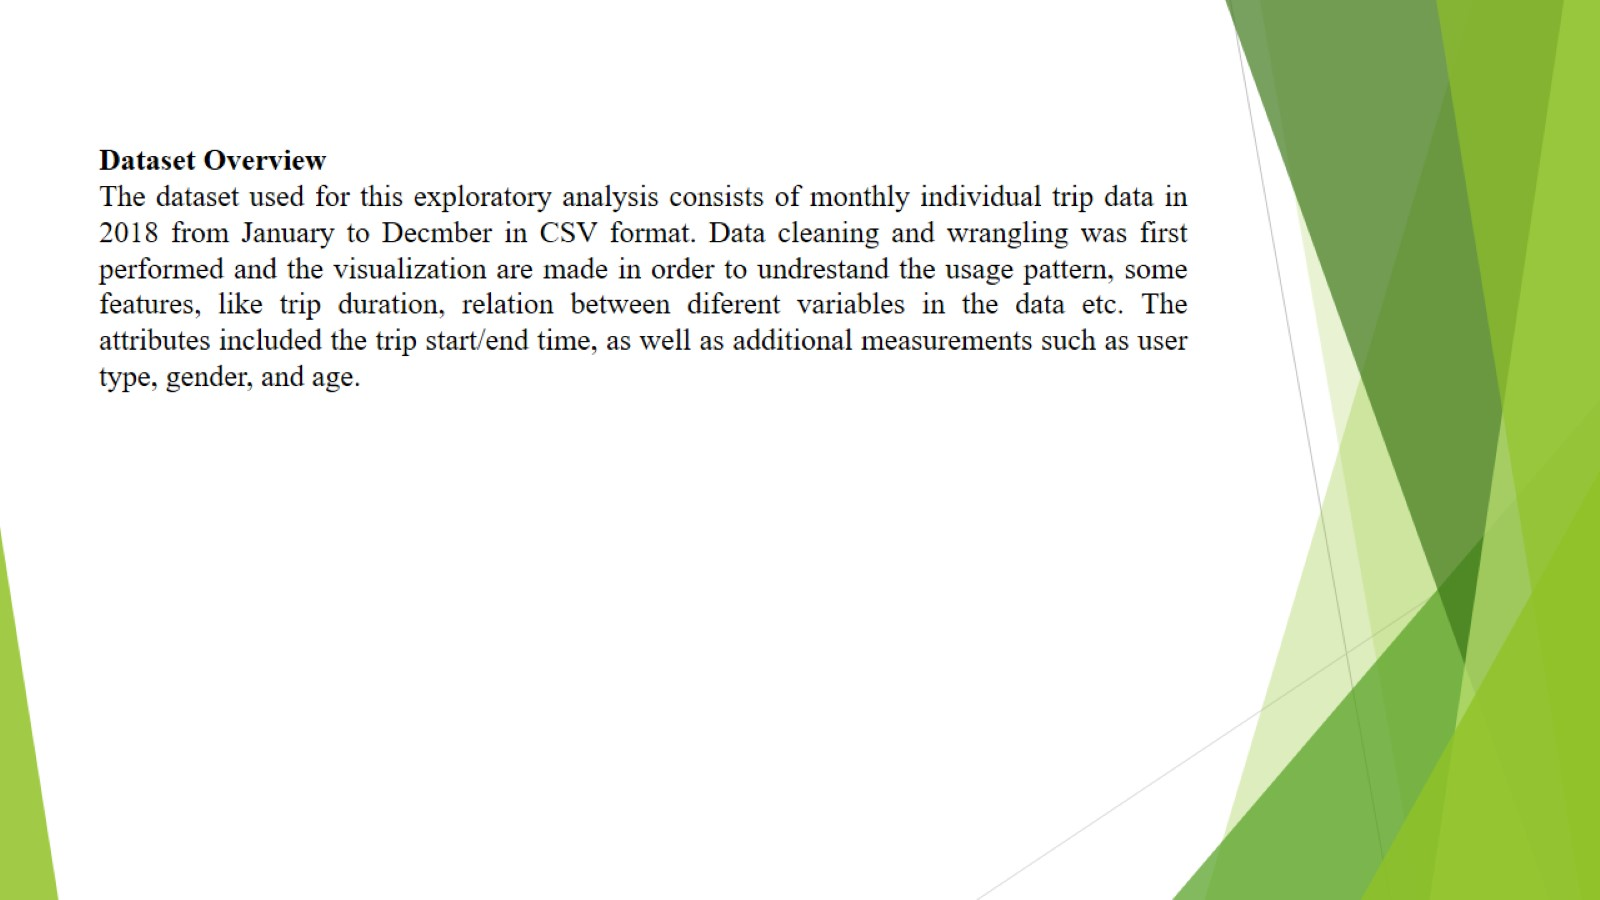 Dataset Overview
The dataset used for this exploratory analysis consists of monthly individual trip data in
2018 from January to Decmber in CSV format. Data cleaning and wrangling was first
performed and the visualization are made in order to undrestand the usage pattern, some
features, like trip duration, relation between diferent variables in the data etc. The
attributes included the trip start/end time, as well as additional measurements such as user
type, gender, and age.